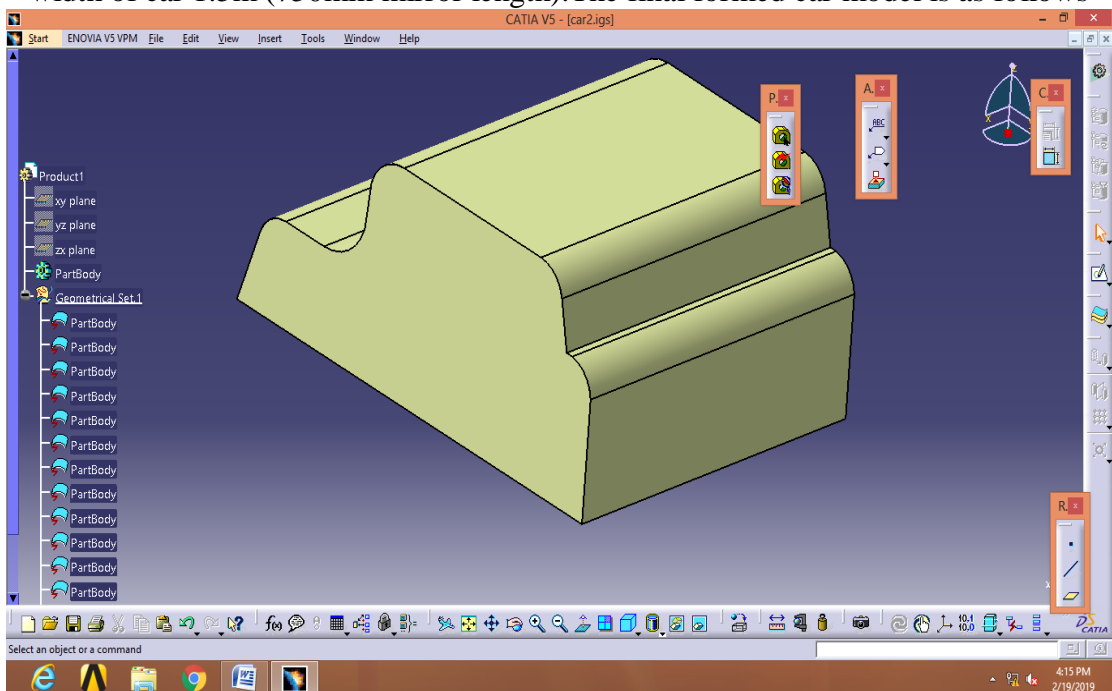 width of car 1.5m (750mm mirror length).The final formed car model is as follows
CATIA V5 - [car2.igs]
Start ENOVIA V5 VPM File Edit View Insert Tools Window Help
P.
A.
C.
ABC
z
x
Product1
xy plane
yz plane
zx plane
PartBody
Geometrical Set.1
PartBody
PartBody
PartBody
PartBody
PartBody
PartBody
PartBody
PartBody
PartBody
PartBody
PartBody
PartBody
R.
f(x)
CATIA
Select an object or a command
4:15 PM
2/19/2019